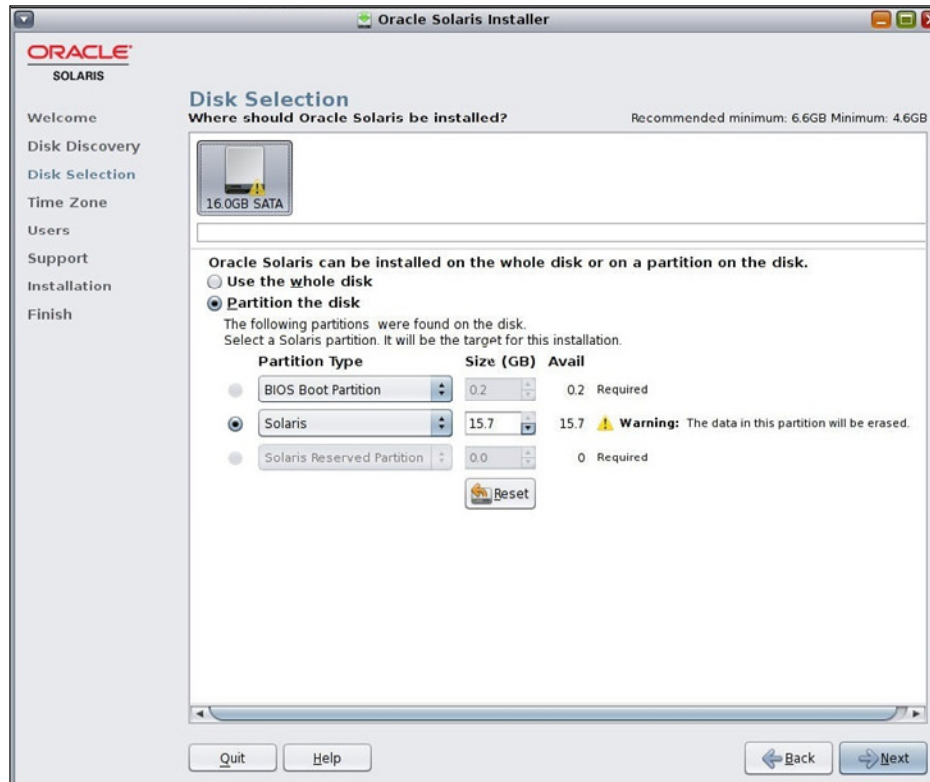 Oracle Solaris Installer
ORACLE
SOLARIS
Welcome
Disk Discovery
Disk Selection
Time Zone
Users
Support
Installation
Finish
Disk Selection
Where should Oracle Solaris be installed? Recommended minimum: 6.6GB Minimum: 4.6GB
16.0GB SATA
Oracle Solaris can be installed on the whole disk or on a partition on the disk.
Use the whole disk
Partition the disk
The following partitions were found on the disk.
Select a Solaris partition. It will be the target for this installation.
Partition Type Size (GB) Avail
BIOS Boot Partition 0.2 0.2 Required
Solaris 15.7 15.7 Warning: The data in this partition will be erased.
Solaris Reserved Partition 0.0 0 Required
Reset
Quit Help Back Next